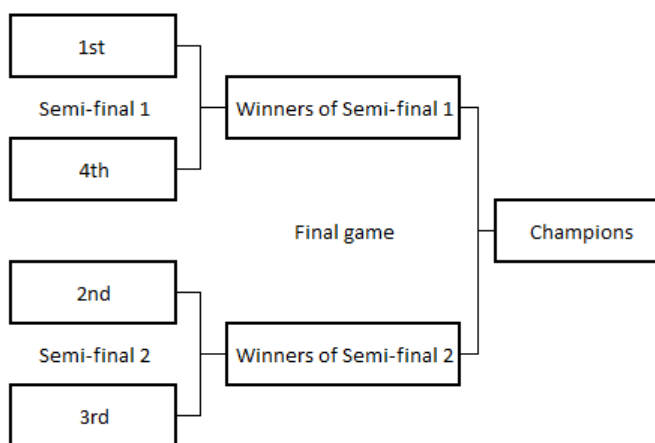 1st
Semi-final 1
4th
Winners of Semi-final 1
Final game
Champions
2nd
Semi-final 2
3rd
Winners of Semi-final 2